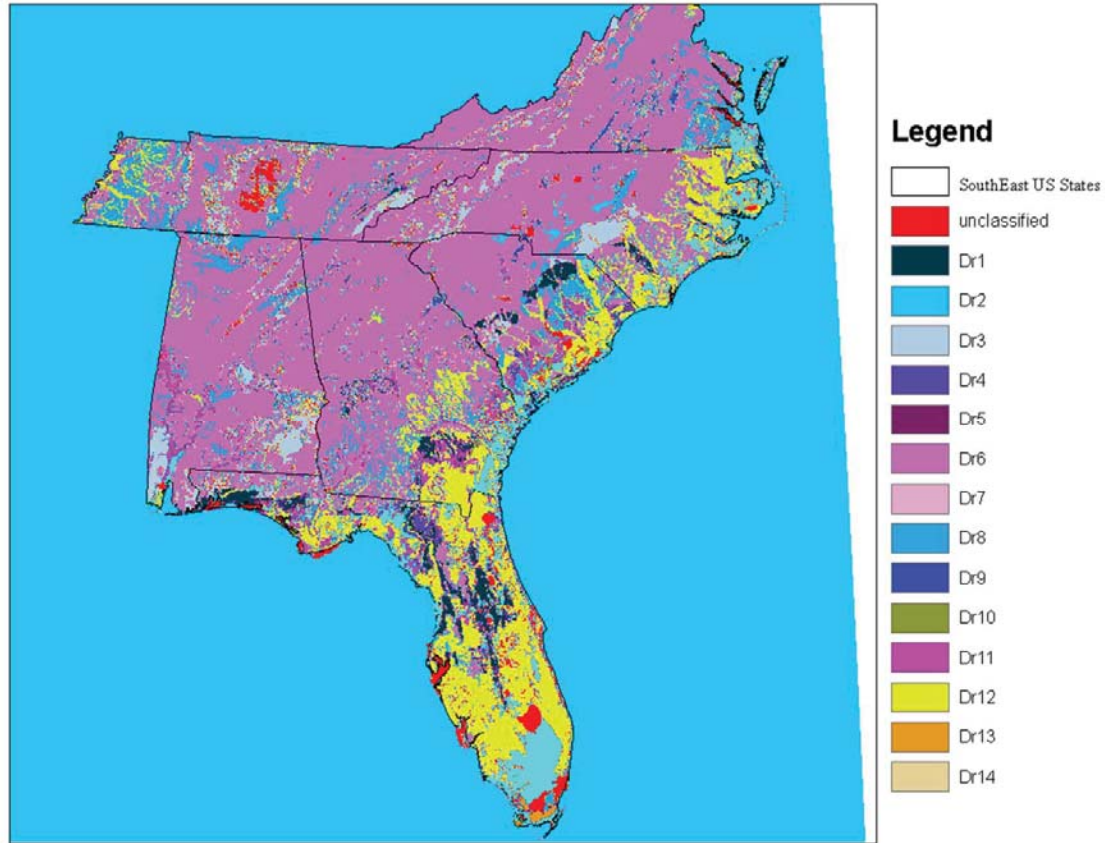 Legend
SouthEast US States
unclassified
Dr1
Dr2
Dr3
Dr4
Dr5
Dr6
Dr7
Dr8
Dr9
Dr10
Dr11
Dr12
Dr13
Dr14